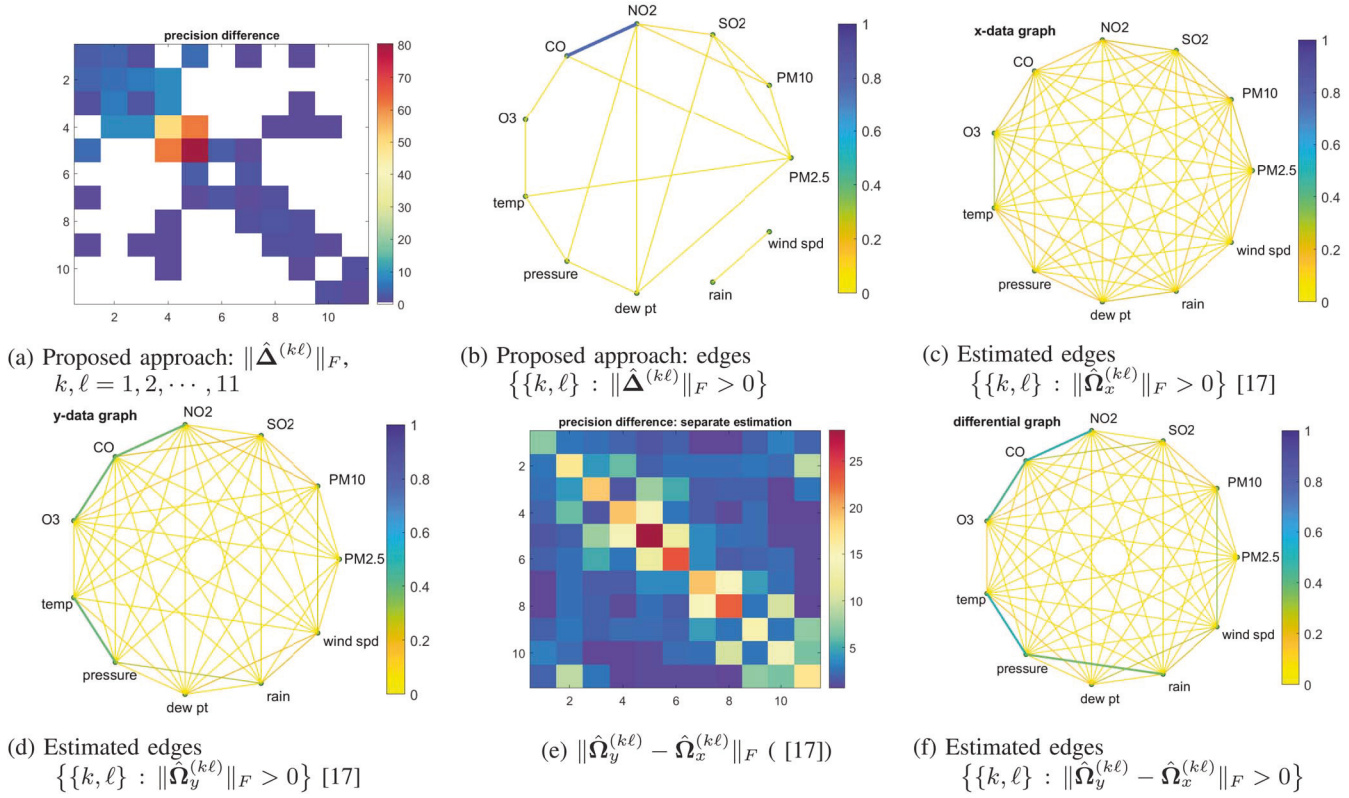 precision difference
80
70
60
50
40
30
20
10
0
2
4
6
8
10
2
4
6
8
10
(a) Proposed approach: ‖Δ̂^(kℓ)‖_F,
k, ℓ = 1, 2, ⋯ , 11
NO2
SO2
PM10
PM2.5
wind spd
rain
dew pt
pressure
temp
O3
CO
1
0.8
0.6
0.4
0.2
0
(b) Proposed approach: edges
{{k, ℓ} : ‖Δ̂^(kℓ)‖_F > 0}
x-data graph
NO2
SO2
PM10
PM2.5
wind spd
rain
dew pt
pressure
temp
O3
CO
1
0.8
0.6
0.4
0.2
0
(c) Estimated edges
{{k, ℓ} : ‖Ω̂_x^(kℓ)‖_F > 0} [17]
y-data graph
NO2
SO2
PM10
PM2.5
wind spd
rain
dew pt
pressure
temp
O3
CO
1
0.8
0.6
0.4
0.2
0
(d) Estimated edges
{{k, ℓ} : ‖Ω̂_y^(kℓ)‖_F > 0} [17]
precision difference: separate estimation
25
20
15
10
5
2
4
6
8
10
2
4
6
8
10
(e) ‖Ω̂_y^(kℓ) − Ω̂_x^(kℓ)‖_F ( [17])
differential graph
NO2
SO2
PM10
PM2.5
wind spd
rain
dew pt
pressure
temp
O3
CO
1
0.8
0.6
0.4
0.2
0
(f) Estimated edges
{{k, ℓ} : ‖Ω̂_y^(kℓ) − Ω̂_x^(kℓ)‖_F > 0}